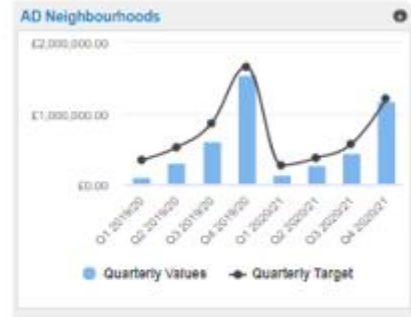 AD Neighbourhoods
£2,000,000.00
£1,000,000.00
£0.00
Q1 2019/20
Q2 2019/20
Q3 2019/20
Q4 2019/20
Q1 2020/21
Q2 2020/21
Q3 2020/21
Q4 2020/21
Quarterly Values
Quarterly Target